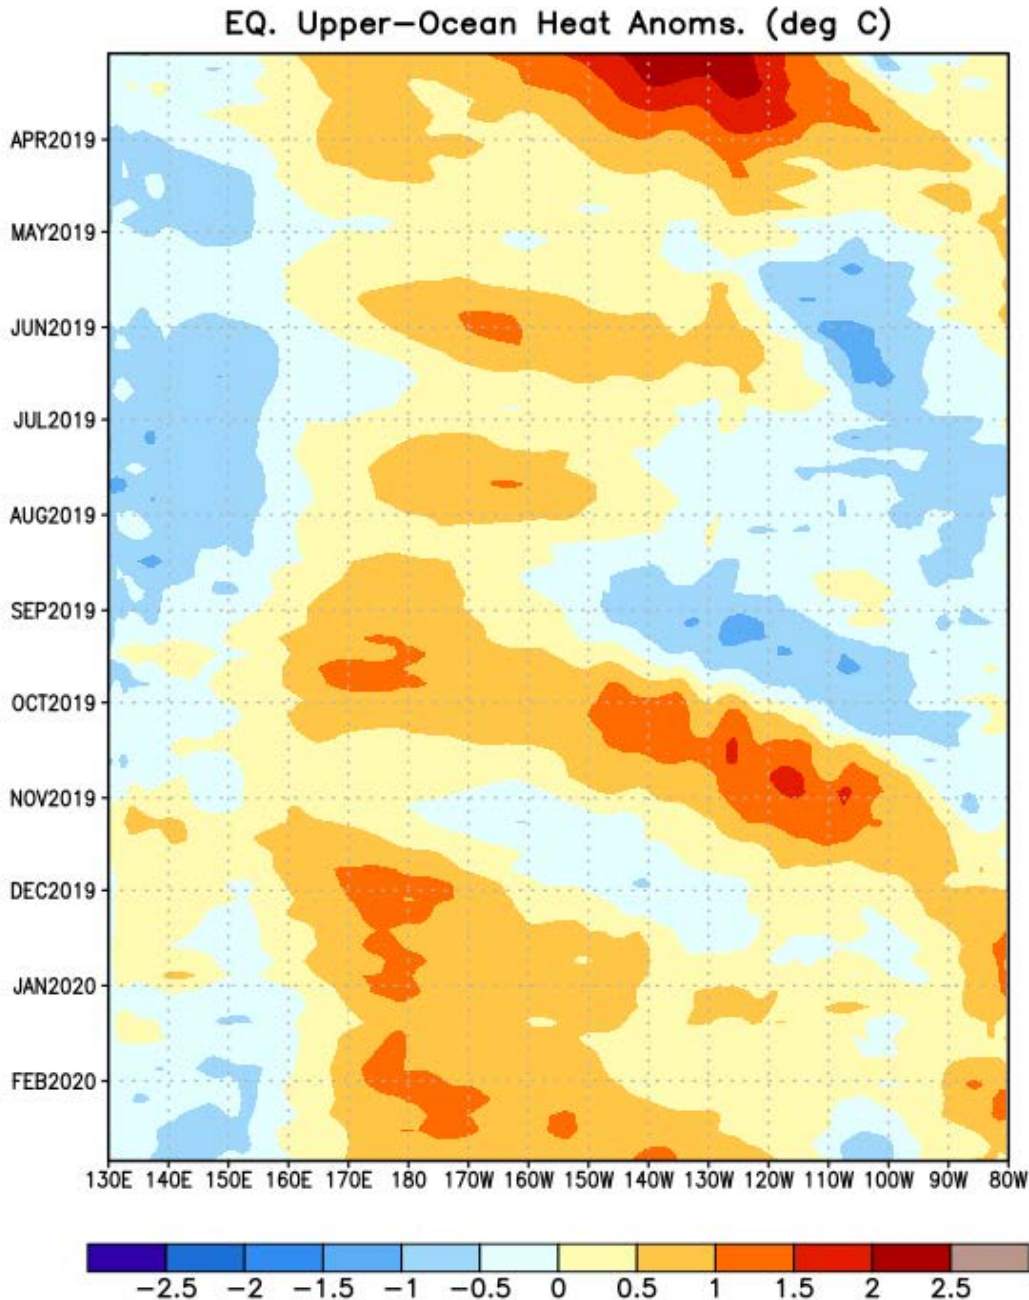 EQ. Upper-Ocean Heat Anoms. (deg C)
APR2019
MAY2019
JUN2019
JUL2019
AUG2019
SEP2019
OCT2019
NOV2019
DEC2019
JAN2020
FEB2020
130E 140E 150E 160E 170E 180 170W 160W 150W 140W 130W 120W 110W 100W 90W 80W
-2.5 -2 -1.5 -1 -0.5 0 0.5 1 1.5 2 2.5